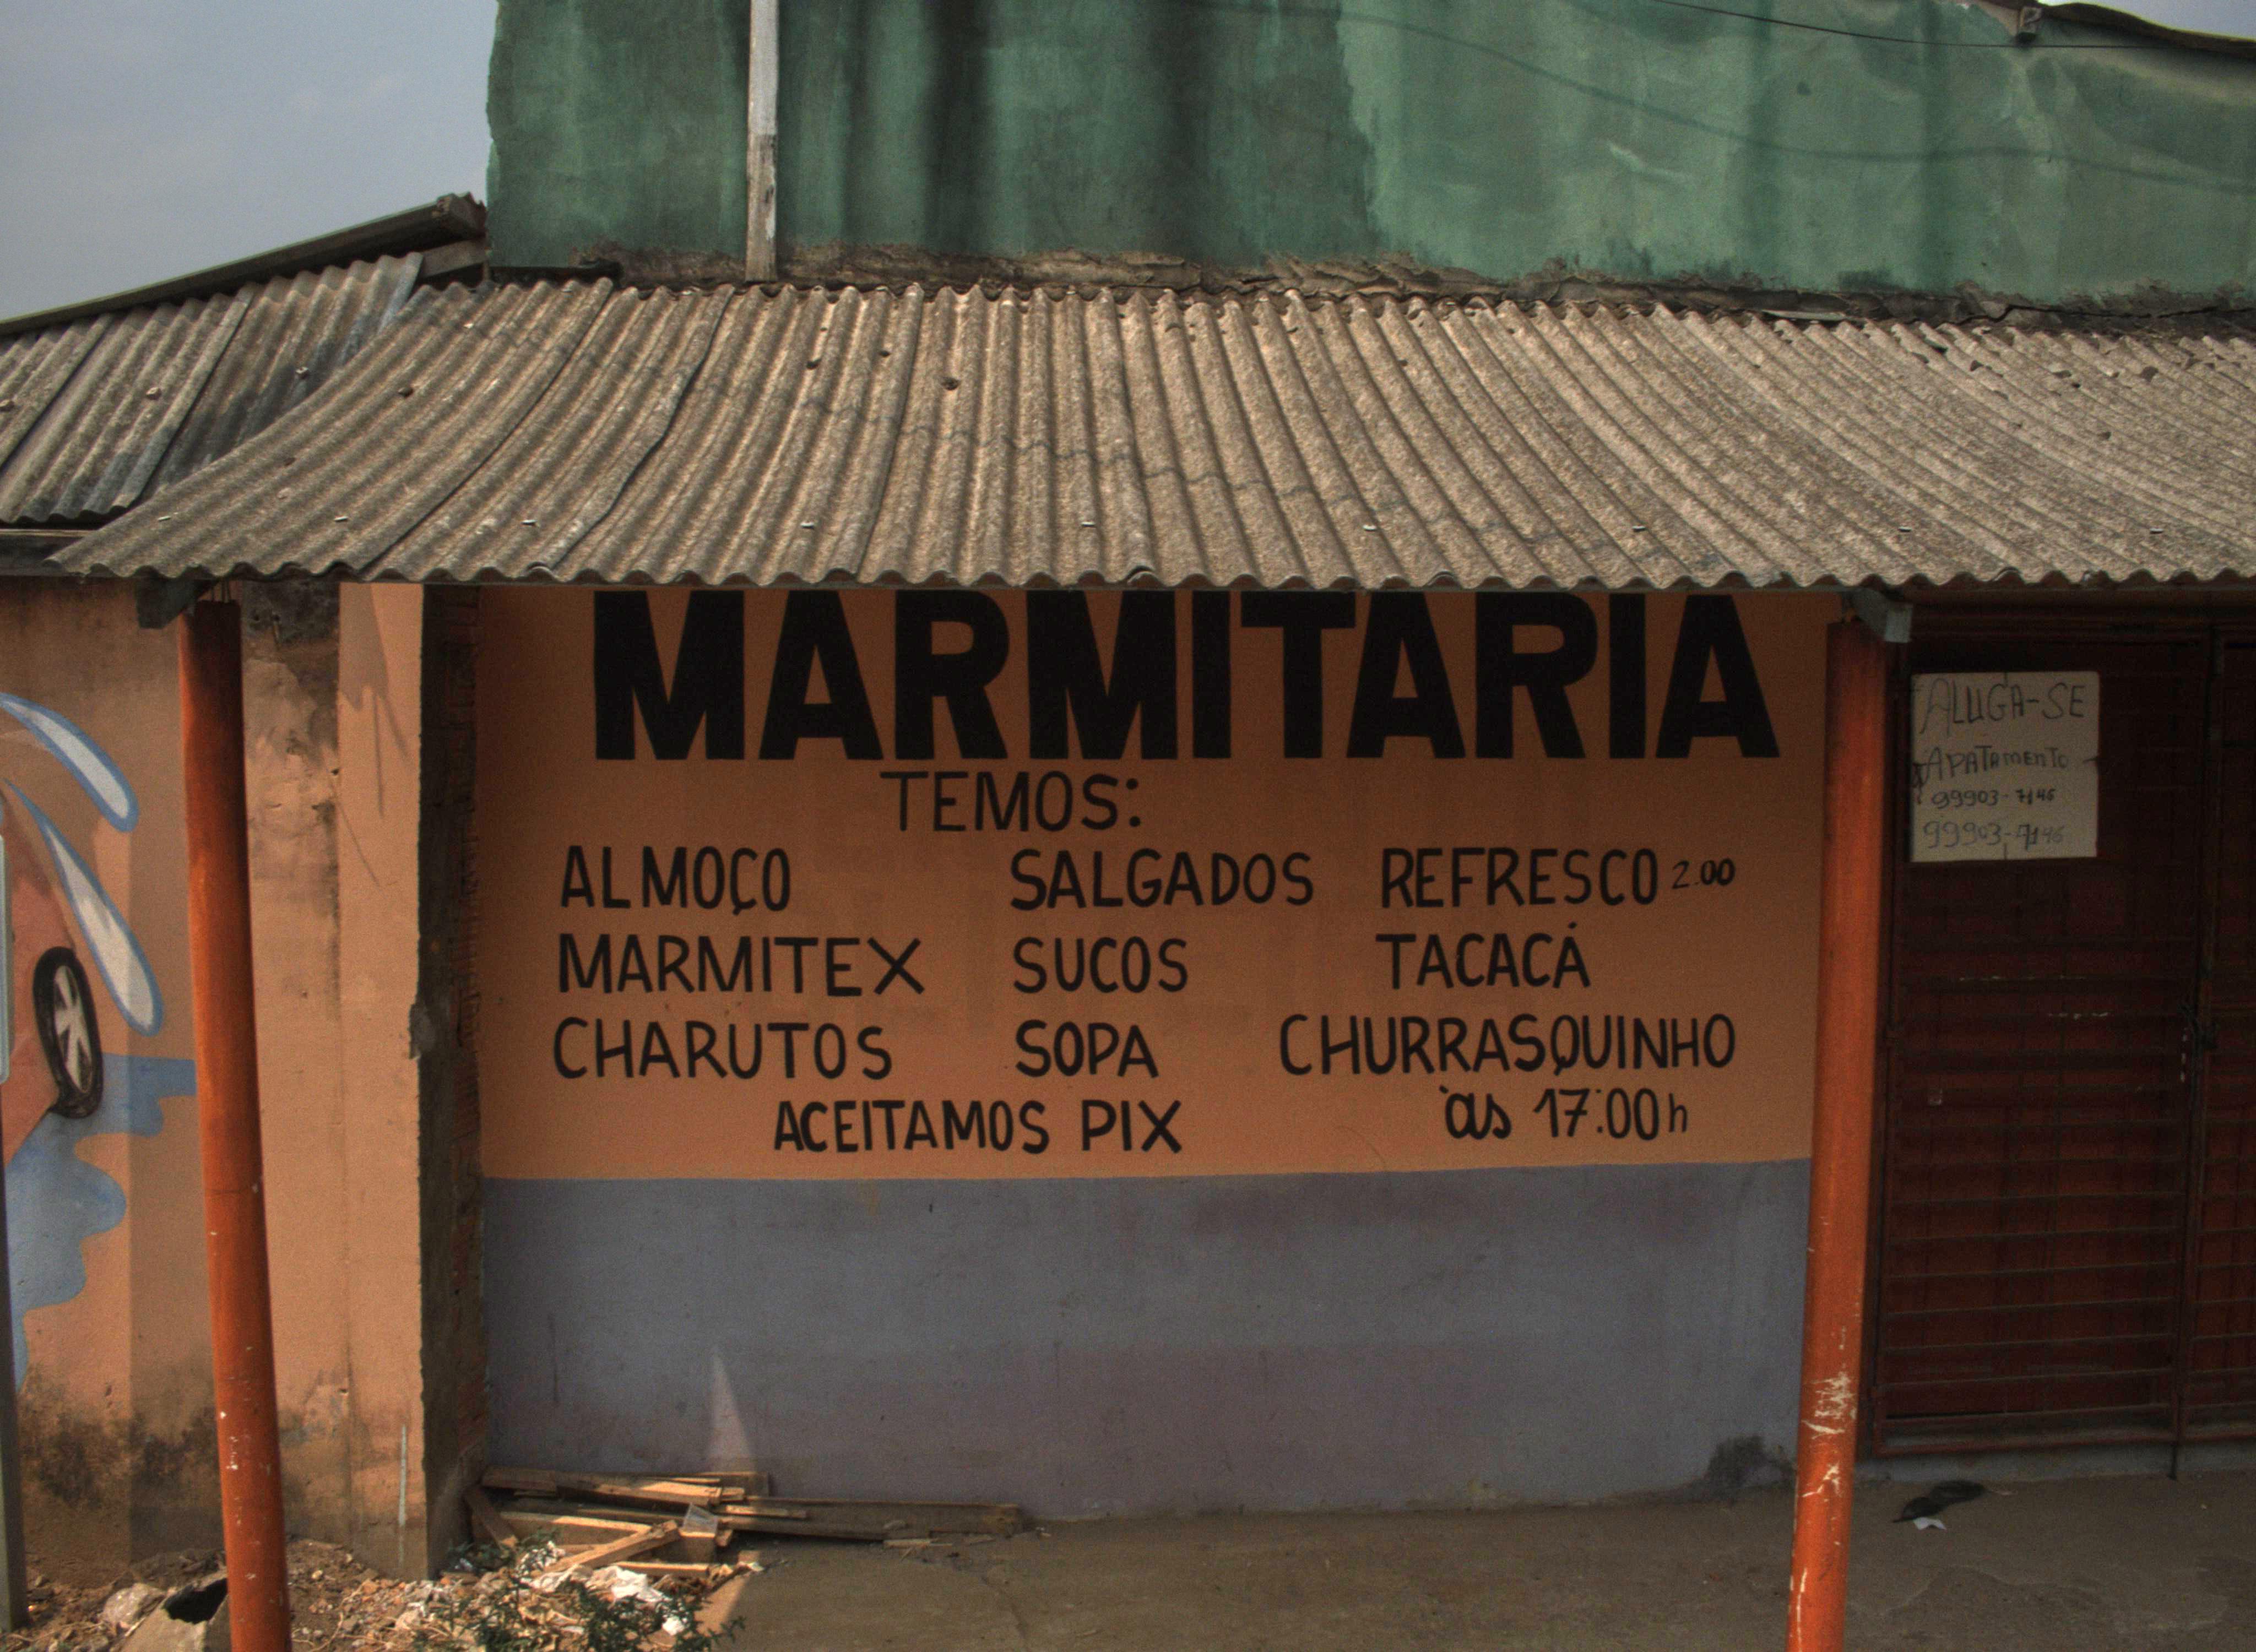 MARMITARIA
TEMOS:
ALMOÇO SALGADOS REFRESCO 2.00
MARMITEX SUCOS TACACÁ
CHARUTOS SOPA CHURRASQUINHO
ACEITAMOS PIX às 17:00h
ALUGA-SE
APATAMENTO
99903-7146
99903-7146